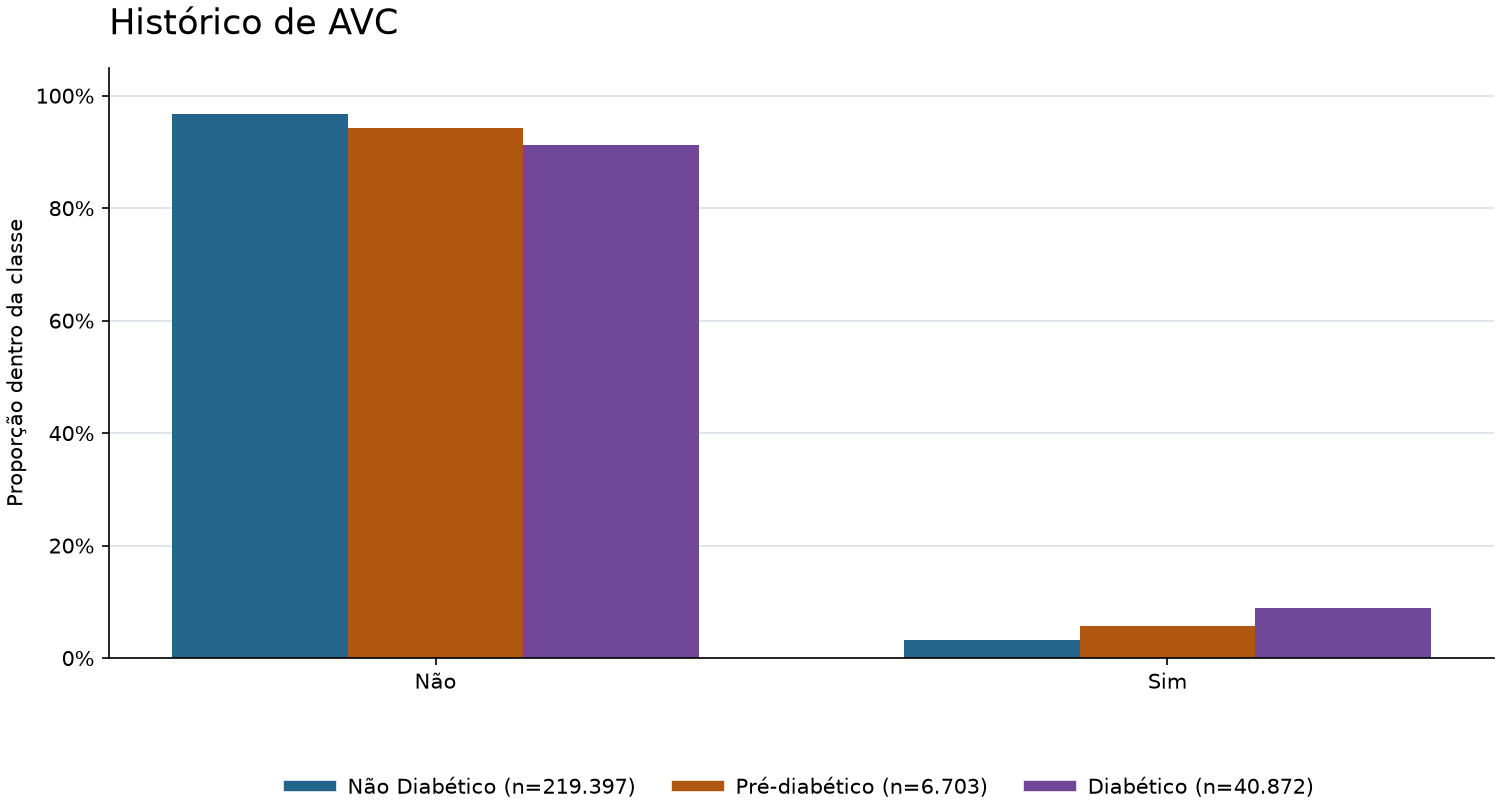 Histórico de AVC
Proporção dentro da classe
100%
80%
60%
40%
20%
0%
Não
Sim
Não Diabético (n=219.397)
Pré-diabético (n=6.703)
Diabético (n=40.872)